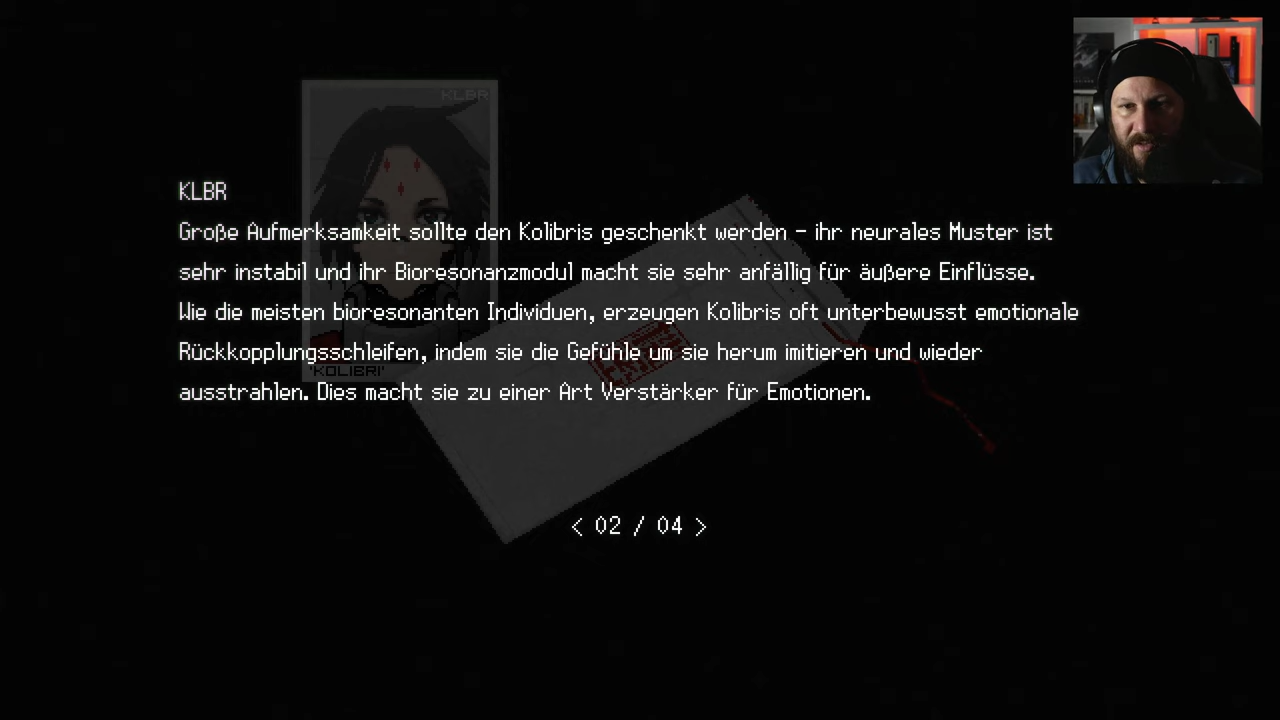 KLBR
KLBR
Große Aufmerksamkeit sollte den Kolibris geschenkt werden - ihr neurales Muster ist
sehr instabil und ihr Bioresonanzmodul macht sie sehr anfällig für äußere Einflüsse.
Wie die meisten bioresonanten Individuen, erzeugen Kolibris oft unterbewusst emotionale
Rückkopplungsschleifen, indem sie die Gefühle um sie herum imitieren und wieder
'KOLIBRI'
ausstrahlen. Dies macht sie zu einer Art Verstärker für Emotionen.
< 02 / 04 >